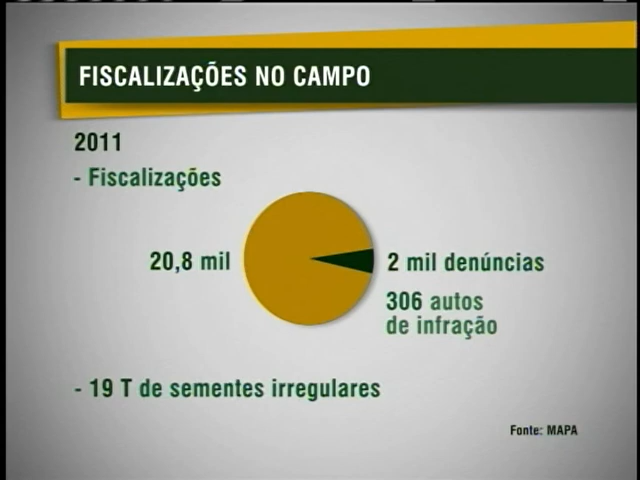 FISCALIZAÇÕES NO CAMPO
2011
- Fiscalizações
20,8 mil
2 mil denúncias
306 autos
de infração
- 19 T de sementes irregulares
Fonte: MAPA